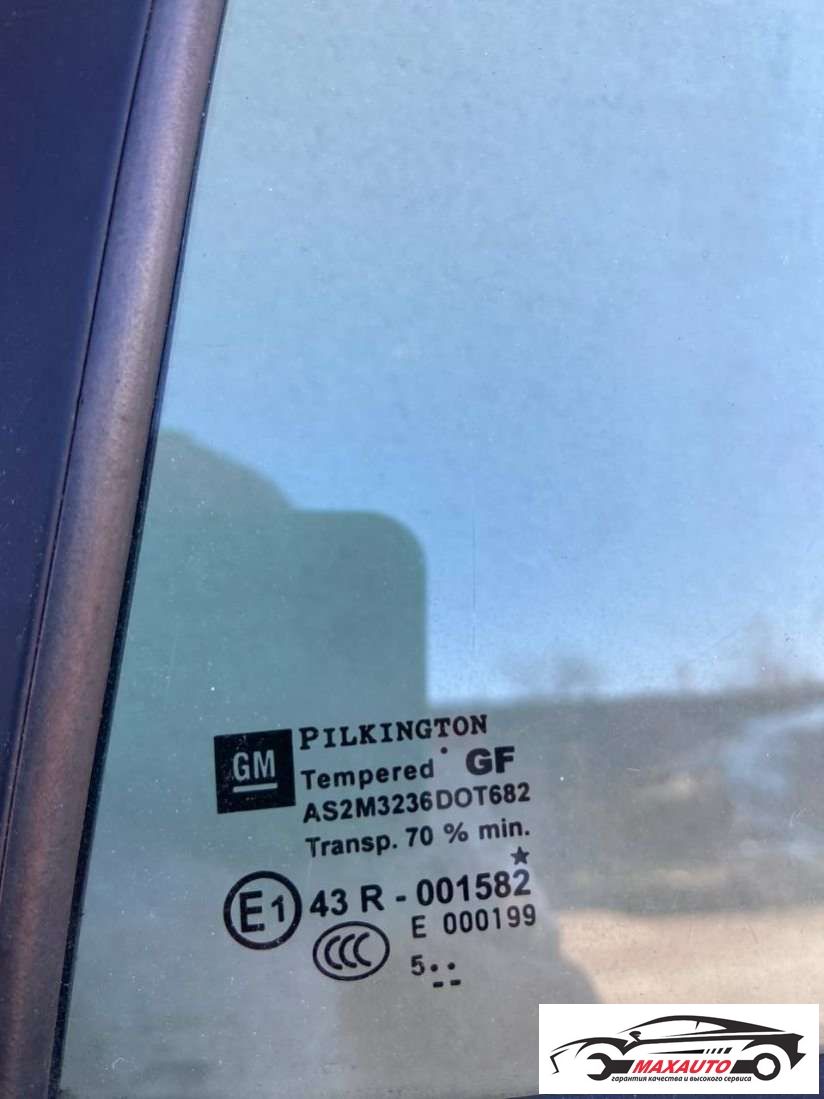 GM
PILKINGTON
Tempered GF
AS2M3236DOT682
Transp. 70 % min.
E1 43 R - 001582
E 000199
CCC
5..
MAXAUTO
гарантия качества и высокого сервиса